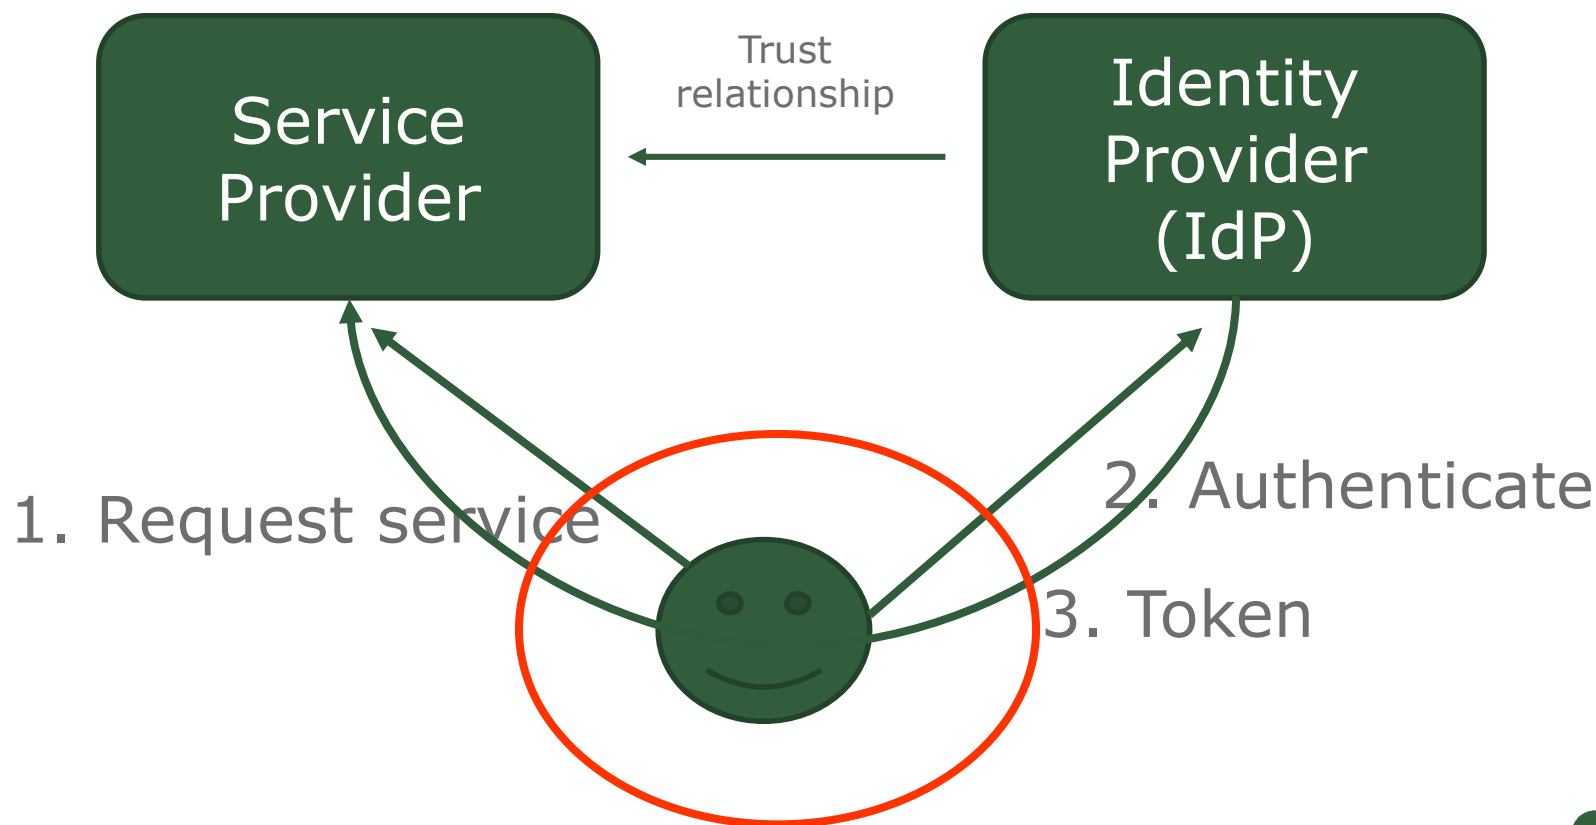 Service
Provider
Trust
relationship
Identity
Provider
(IdP)
1. Request service
2. Authenticate
3. Token